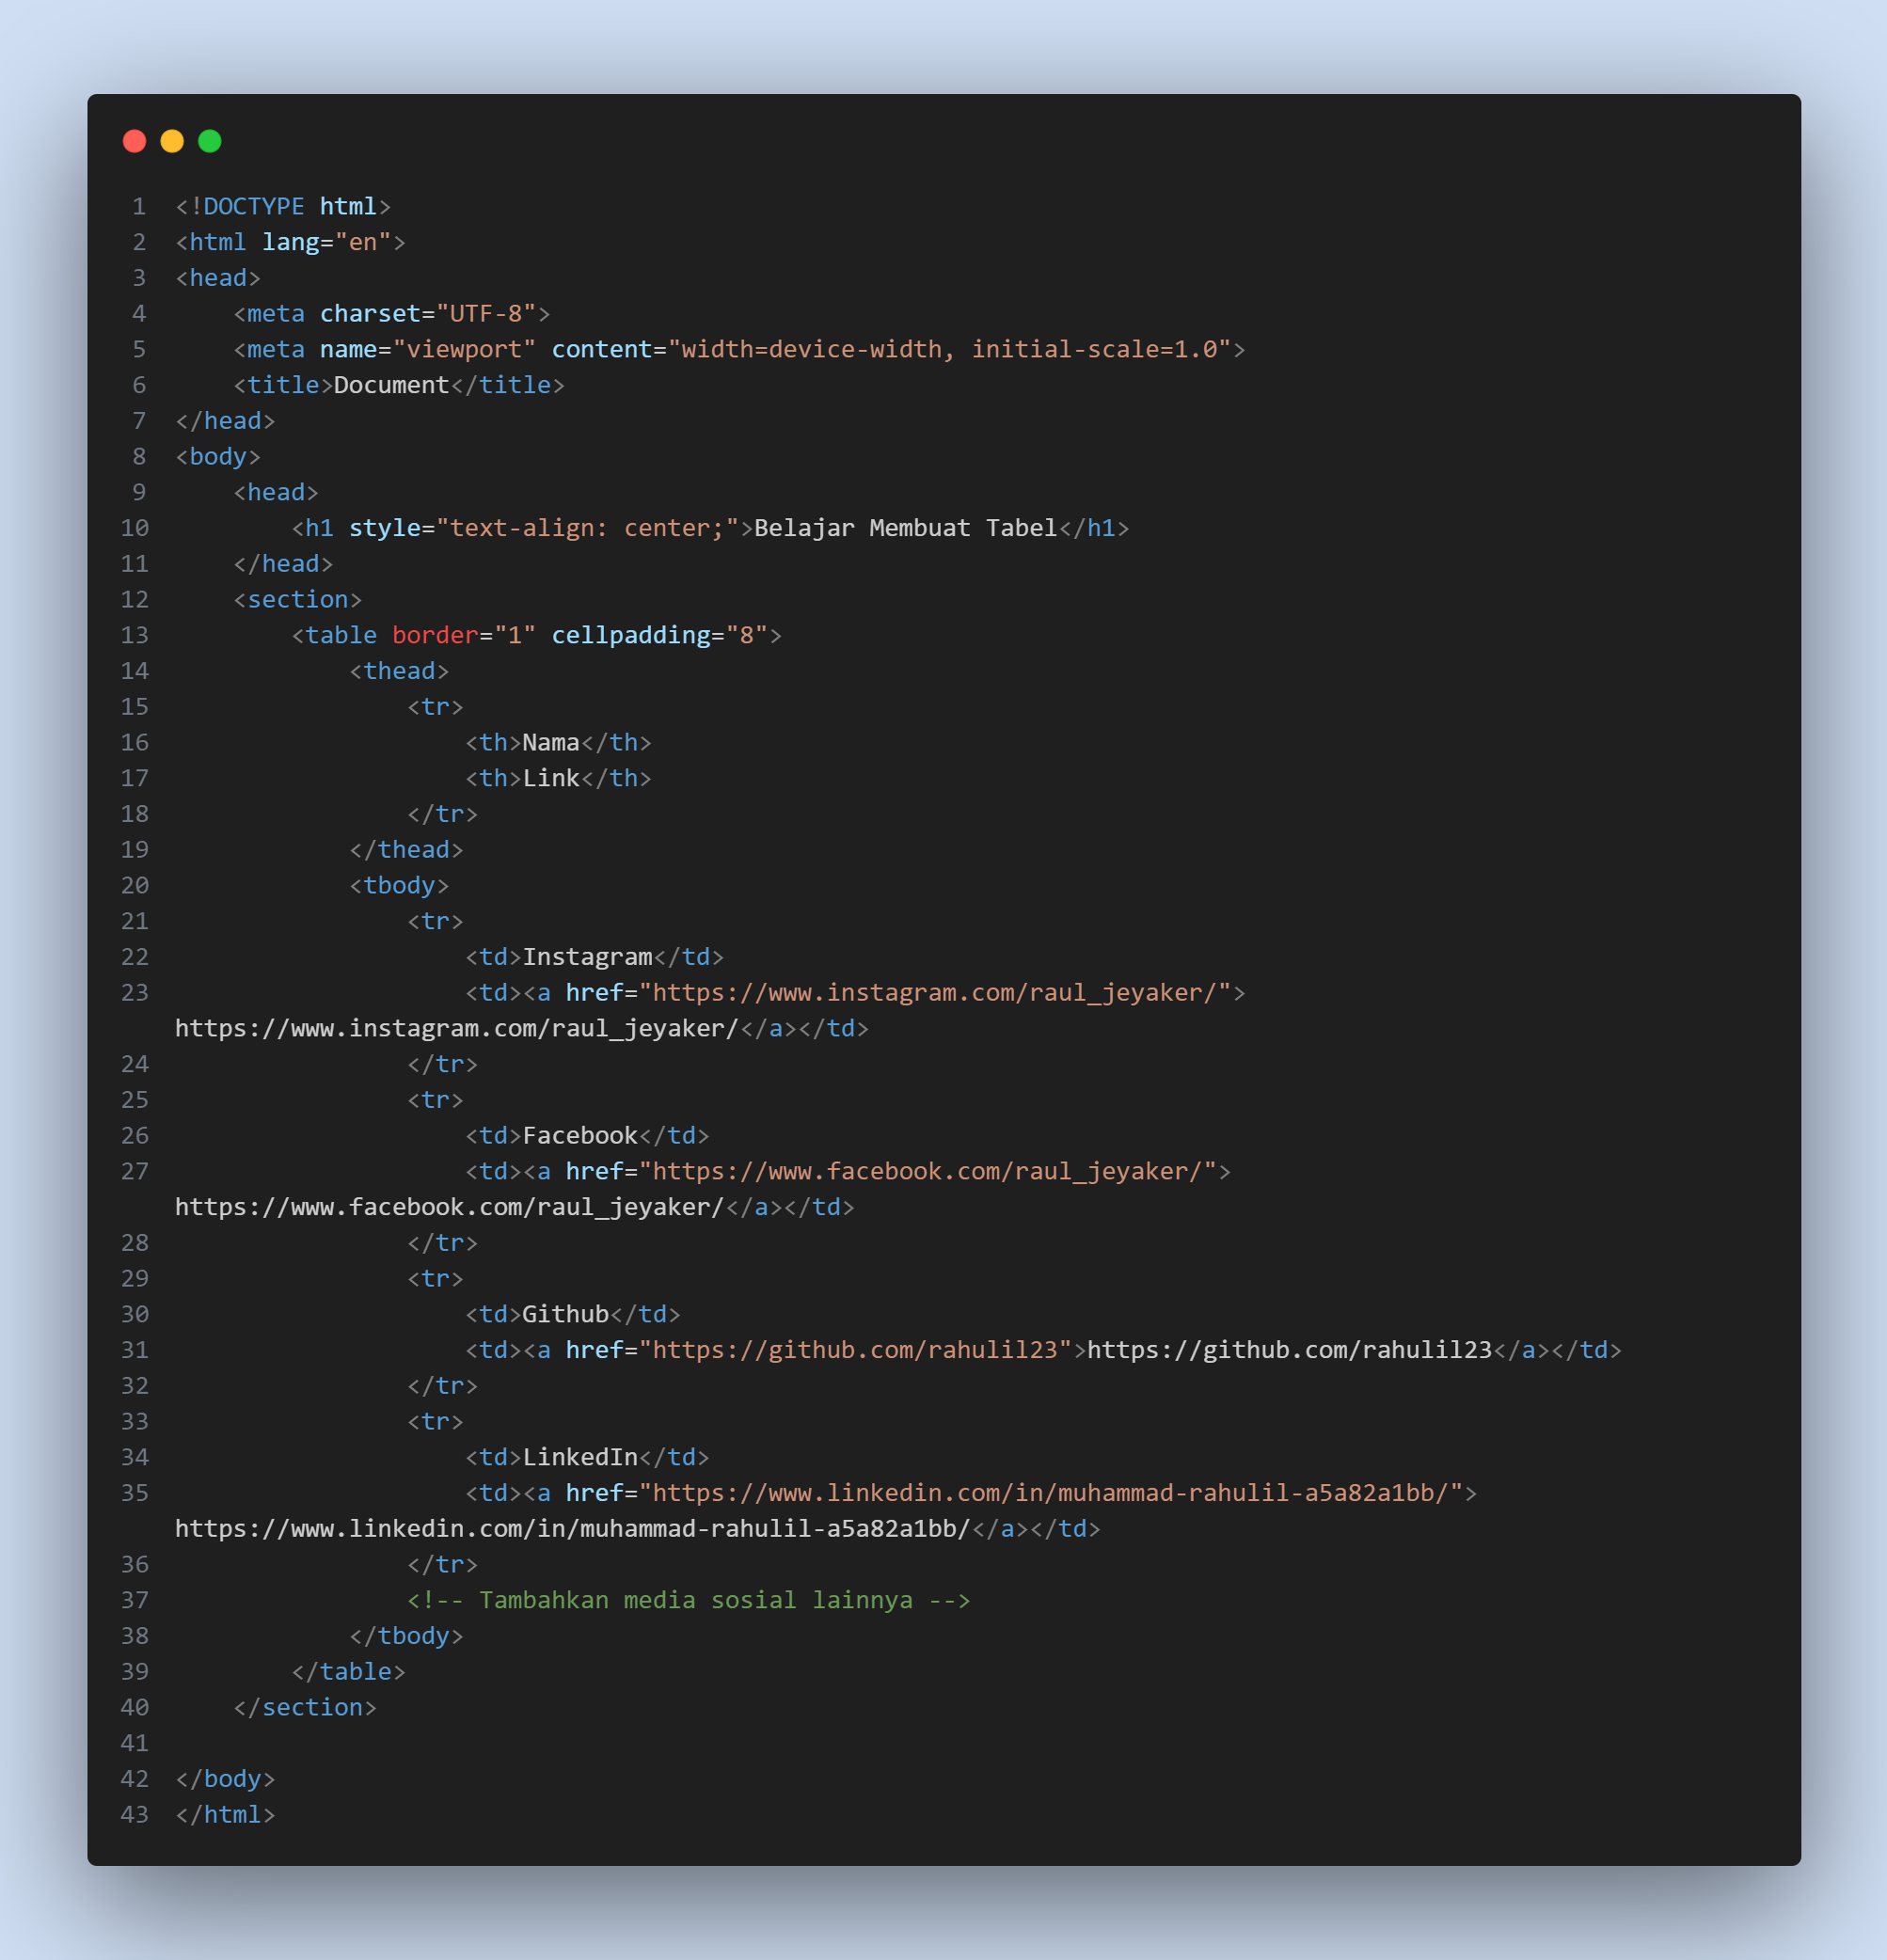 1 <!DOCTYPE html>
2 <html lang="en">
3 <head>
4     <meta charset="UTF-8">
5     <meta name="viewport" content="width=device-width, initial-scale=1.0">
6     <title>Document</title>
7 </head>
8 <body>
9     <head>
10         <h1 style="text-align: center;">Belajar Membuat Tabel</h1>
11     </head>
12     <section>
13         <table border="1" cellpadding="8">
14             <thead>
15                 <tr>
16                     <th>Nama</th>
17                     <th>Link</th>
18                 </tr>
19             </thead>
20             <tbody>
21                 <tr>
22                     <td>Instagram</td>
23                     <td><a href="https://www.instagram.com/raul_jeyaker/">
https://www.instagram.com/raul_jeyaker/</a></td>
24                 </tr>
25                 <tr>
26                     <td>Facebook</td>
27                     <td><a href="https://www.facebook.com/raul_jeyaker/">
https://www.facebook.com/raul_jeyaker/</a></td>
28                 </tr>
29                 <tr>
30                     <td>Github</td>
31                     <td><a href="https://github.com/rahulil23">https://github.com/rahulil23</a></td>
32                 </tr>
33                 <tr>
34                     <td>LinkedIn</td>
35                     <td><a href="https://www.linkedin.com/in/muhammad-rahulil-a5a82a1bb/">
https://www.linkedin.com/in/muhammad-rahulil-a5a82a1bb/</a></td>
36                 </tr>
37                 <!-- Tambahkan media sosial lainnya -->
38             </tbody>
39         </table>
40     </section>
41
42 </body>
43 </html>